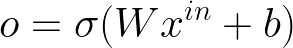 o = σ(Wx^{in} + b)